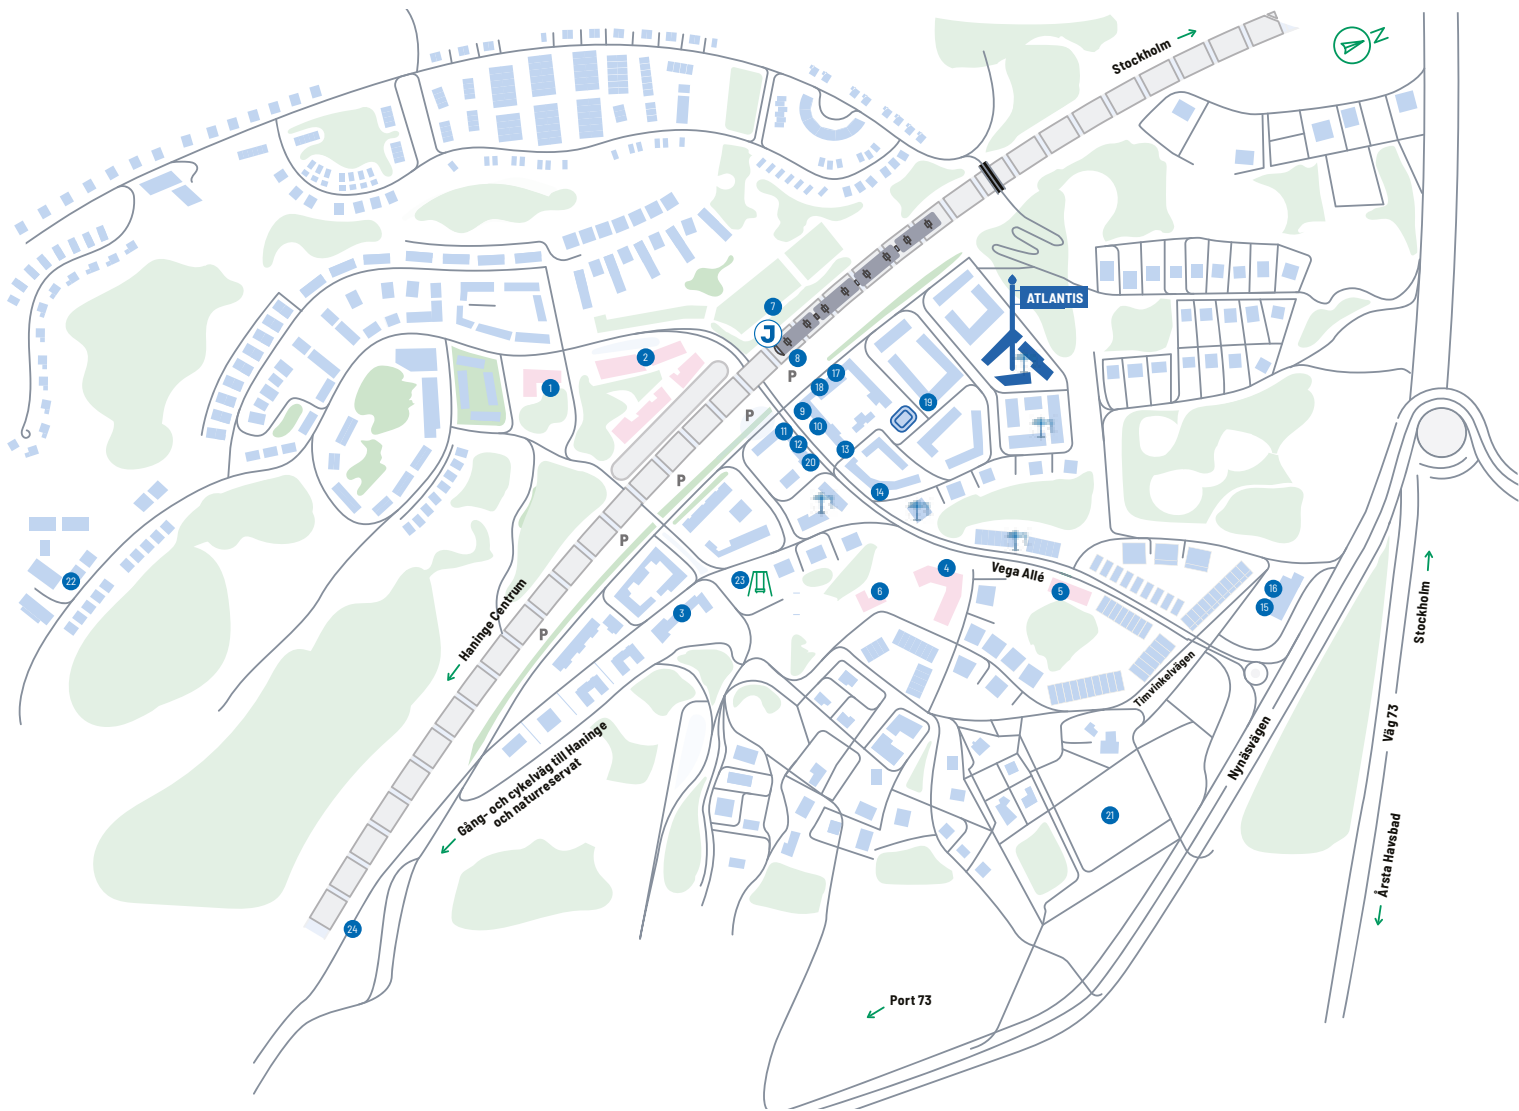 Stockholm
N
ATLANTIS
7
J
8
P
2
17
18
1
19
9
P
10
11
12
13
20
P
14
P
22
23
4
Vega Allé
5
6
16
15
3
Haninge Centrum
P
Stockholm
Timvinkelvägen
Väg 73
Nynäsvägen
Gång- och cykelväg till Haninge
och naturreservat
21
Årsta Havsbad
24
Port 73